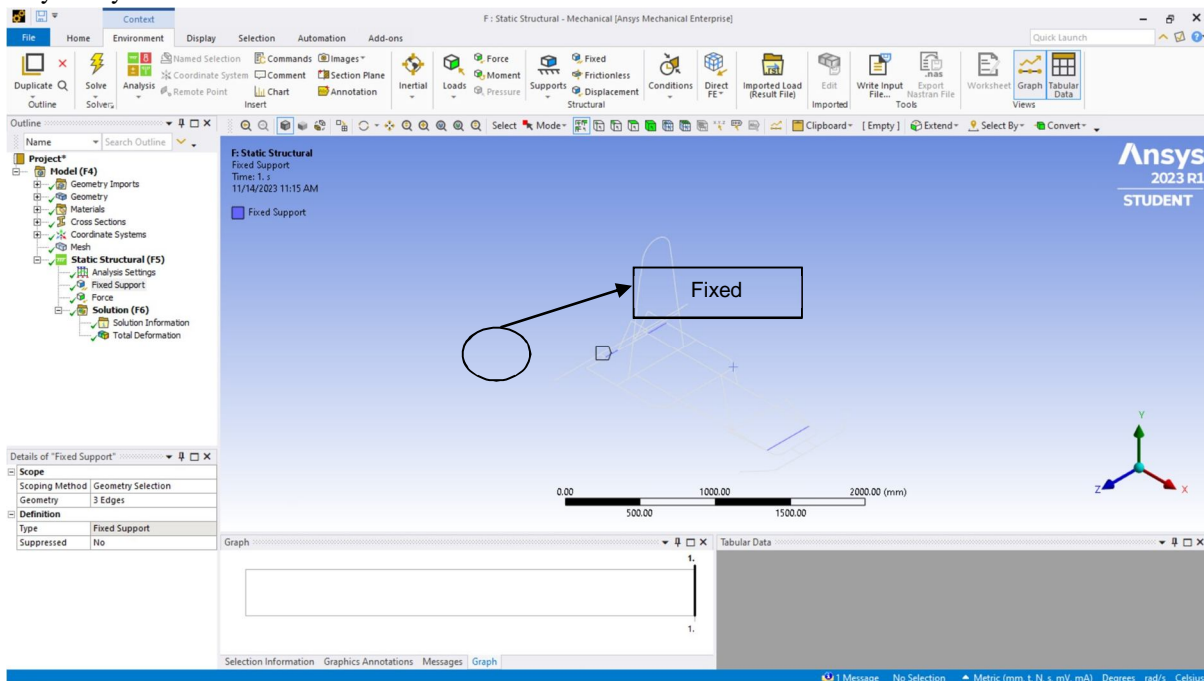 Context
F : Static Structural - Mechanical [Ansys Mechanical Enterprise]
File Home Environment Display Selection Automation Add-ons
Quick Launch
Duplicate Q
Outline
Solve
Solvers
Analysis
Named Selection
Coordinate System
Remote Point
Commands
Comment
Chart
Images
Section Plane
Annotation
Insert
Inertial
Loads
Force
Moment
Pressure
Supports
Fixed
Frictionless
Displacement
Structural
Conditions
Direct FE
Imported Load (Result File)
Edit
Imported
Write Input File...
.nas
Export Nastran File
Tools
Worksheet
Graph
Tabular Data
Views
Outline
Select Mode Clipboard [ Empty ] Extend Select By Convert
Name Search Outline
Project*
Model (F4)
Geometry Imports
Geometry
Materials
Cross Sections
Coordinate Systems
Mesh
Static Structural (F5)
Analysis Settings
Fixed Support
Force
Solution (F6)
Solution Information
Total Deformation
F: Static Structural
Fixed Support
Time: 1. s
11/14/2023 11:15 AM
Fixed Support
Ansys
2023 R1
STUDENT
Fixed
Y
Z X
0.00 1000.00 2000.00 (mm)
500.00 1500.00
Details of "Fixed Support"
Scope
Scoping Method Geometry Selection
Geometry 3 Edges
Definition
Type Fixed Support
Suppressed No
Graph
1.
1.
Tabular Data
Selection Information Graphics Annotations Messages Graph
1 Message No Selection Metric (mm, t, N, s, mV, mA) Degrees rad/s Celsius